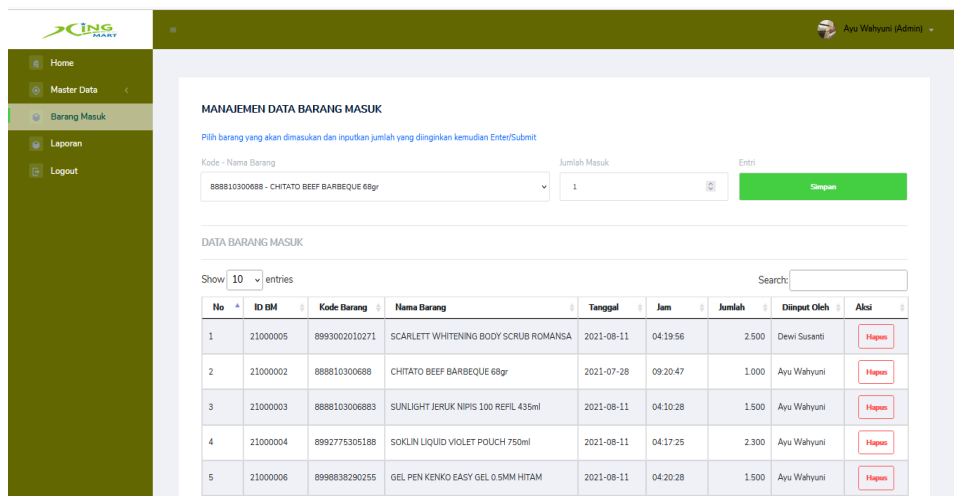 XING
MART
Ayu Wahyuni (Admin)
Home
Master Data
Barang Masuk
Laporan
Logout
MANAJEMEN DATA BARANG MASUK
Pilih barang yang akan dimasukan dan inputkan jumlah yang diinginkan kemudian Enter/Submit
Kode - Nama Barang Jumlah Masuk Entri
888810300688 - CHITATO BEEF BARBEQUE 68gr 1 Simpan
DATA BARANG MASUK
Show 10 entries Search:
No ID BM Kode Barang Nama Barang Tanggal Jam Jumlah Diinput Oleh Aksi
1 21000005 8993002010271 SCARLETT WHITENING BODY SCRUB ROMANSA 2021-08-11 04:19:56 2.500 Dewi Susanti Hapus
2 21000002 888810300688 CHITATO BEEF BARBEQUE 68gr 2021-07-28 09:20:47 1.000 Ayu Wahyuni Hapus
3 21000003 8888103006883 SUNLIGHT JERUK NIPIS 100 REFIL 435ml 2021-08-11 04:10:28 1.500 Ayu Wahyuni Hapus
4 21000004 8992775305188 SOKLIN LIQUID VIOLET POUCH 750ml 2021-08-11 04:17:25 2.300 Ayu Wahyuni Hapus
5 21000006 8998838290255 GEL PEN KENKO EASY GEL 0.5MM HITAM 2021-08-11 04:20:28 1.500 Ayu Wahyuni Hapus